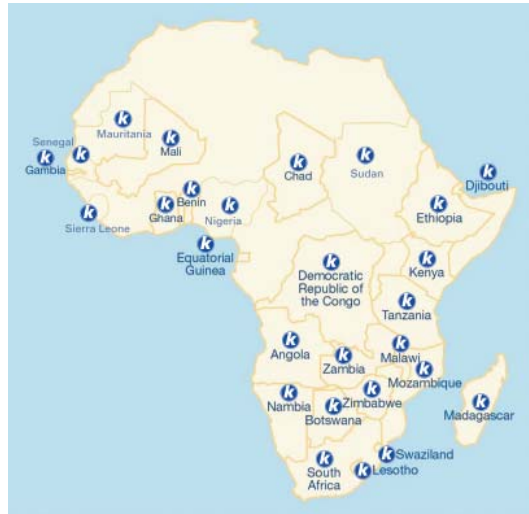 k
Mauritania
k
Mali
Senegal
k
k
Gambia
k
Chad
k
Sudan
k
Djibouti
k
Benin
k
Ghana
k
Nigeria
k
Ethiopia
k
Sierra Leone
k
Equatorial
Guinea
k
Democratic
Republic of
the Congo
k
Kenya
k
Tanzania
k
Angola
k
Zambia
k
Malawi
k
Mozambique
k
Nambia
k
Botswana
k
Zimbabwe
k
Madagascar
k
South
Africa
k
Swaziland
k
Lesotho